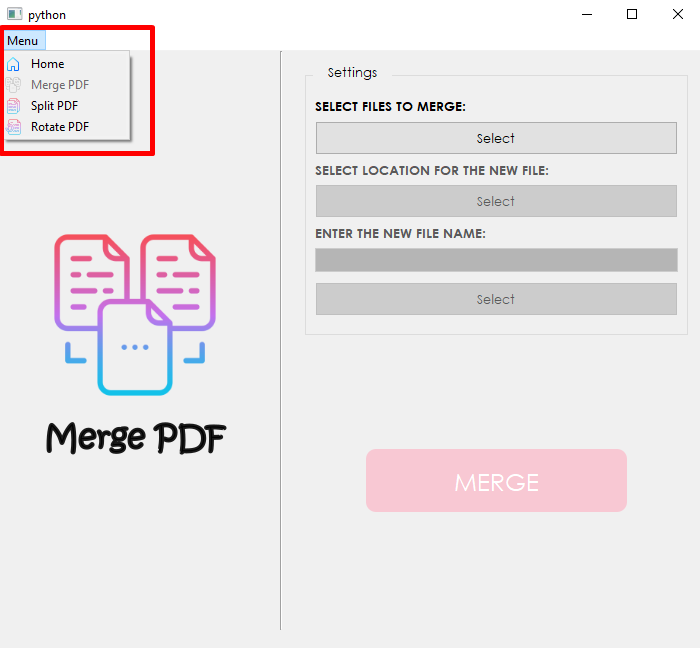 python
Menu
Home
Merge PDF
Split PDF
Rotate PDF
Merge PDF
Settings
SELECT FILES TO MERGE:
Select
SELECT LOCATION FOR THE NEW FILE:
Select
ENTER THE NEW FILE NAME:
Select
MERGE